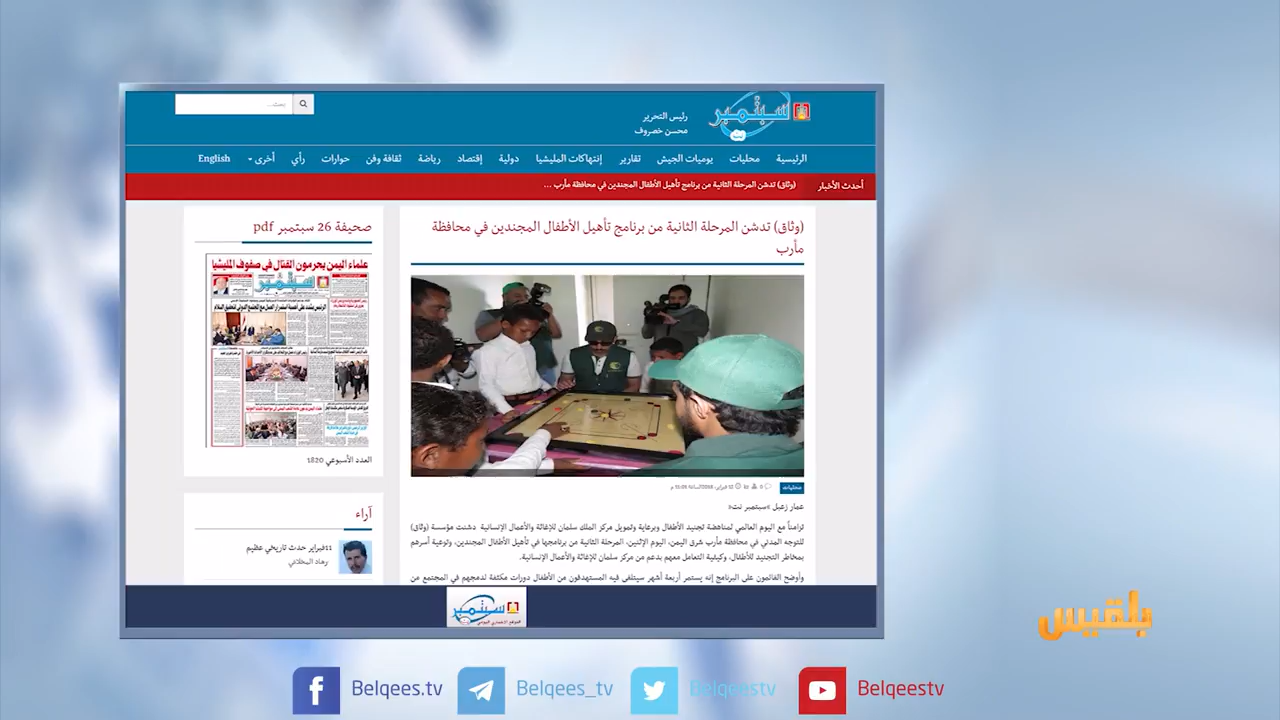 سبتمبر
رئيس التحرير
محسن خصروف
بحث...
الرئيسية محليات يوميات الجيش تقارير إنتهاكات المليشيا دولية إقتصاد رياضة ثقافة وفن حوارات رأي أخرى English
أحدث الأخبار
(وثاق) تدشن المرحلة الثانية من برنامج تأهيل الأطفال المجندين في محافظة مأرب ...
(وثاق) تدشن المرحلة الثانية من برنامج تأهيل الأطفال المجندين في محافظة
مأرب
محليات
عمار زعبل »سبتمبر نت«
تزامناً مع اليوم العالمي لمناهضة تجنيد الأطفال وبرعاية وتمويل مركز الملك سلمان للإغاثة والأعمال الإنسانية دشنت مؤسسة (وثاق)
للتوجه المدني في محافظة مأرب شرق اليمن، اليوم الإثنين، المرحلة الثانية من برنامجها في تأهيل الأطفال المجندين، وتوعية أسرهم
بمخاطر التجنيد للأطفال، وكيفية التعامل معهم بدعم من مركز سلمان للإغاثة والأعمال الإنسانية.
وأوضح القائمون على البرنامج إنه يستمر أربعة أشهر سيتلقى فيه المستهدفون من الأطفال دورات مكثفة لدمجهم في المجتمع من
صحيفة 26 سبتمبر pdf
علماء اليمن يحرمون القتال في صفوف المليشيا
سبتمبر
العدد الأسبوعي 1820
آراء
11فبراير حدث تاريخي عظيم
سبتمبر
بلقيس
Belqees.tv
Belqees_tv
Belqeestv
Belqeestv